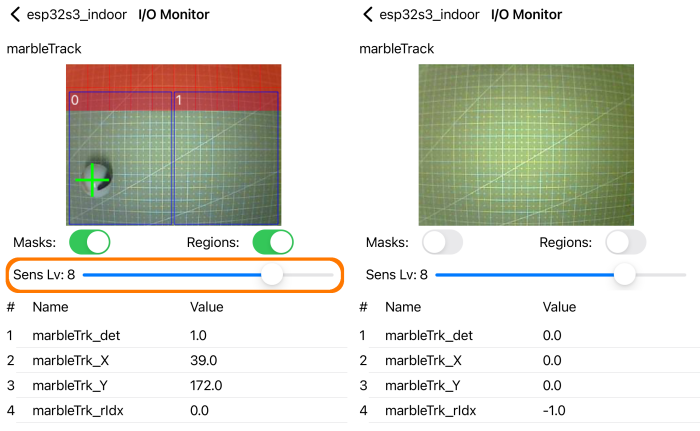 esp32s3_indoor I/O Monitor
marbleTrack
0 1
Masks: Regions:
Sens Lv: 8
# Name Value
1 marbleTrk_det 1.0
2 marbleTrk_X 39.0
3 marbleTrk_Y 172.0
4 marbleTrk_rIdx 0.0
esp32s3_indoor I/O Monitor
marbleTrack
Masks: Regions:
Sens Lv: 8
# Name Value
1 marbleTrk_det 0.0
2 marbleTrk_X 0.0
3 marbleTrk_Y 0.0
4 marbleTrk_rIdx -1.0